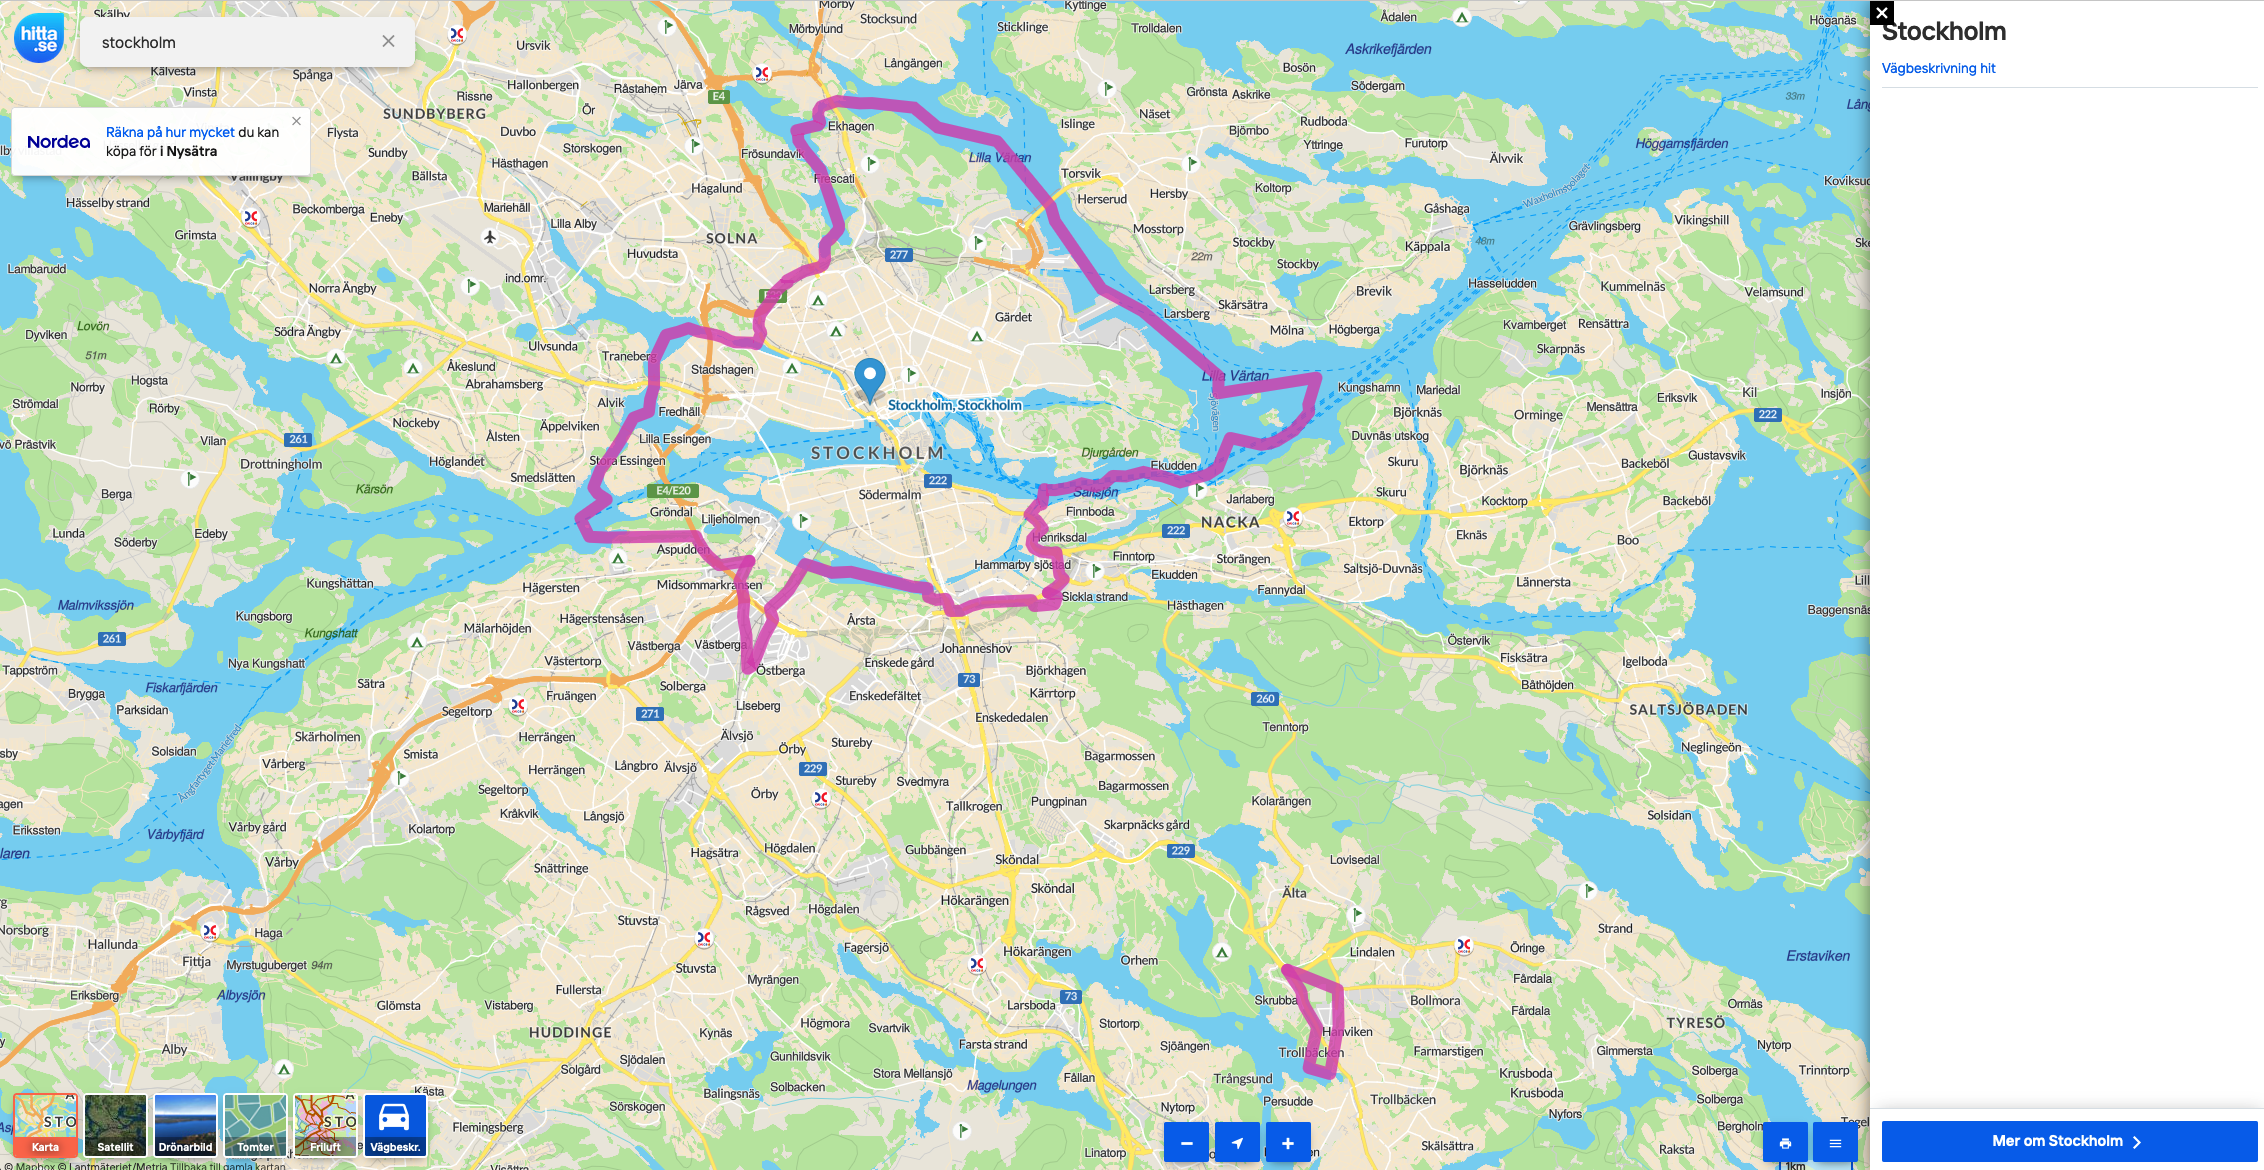 hitta
.se
stockholm
Nordea
Räkna på hur mycket du kan
köpa för i Nysätra
Stockholm
Vägbeskrivning hit
Mer om Stockholm
Mörby
Mörbylund
Stocksund
Sticklinge
Kyttinge
Trolldalen
Ådalen
Askrikefjärden
Höganäs
Ursvik
Kälvesta
Spånga
Vinsta
Rissne
Hallonbergen
Råstahem
Järva
E4
Långängen
Bosön
Södergarn
Grönsta
Askrike
SUNDBYBERG
Ör
Duvbo
Storskogen
Flysta
Sundby
Hästhagen
Bällsta
Ekhagen
Frösundavik
Frescati
Hagalund
Lilla Värtan
Islinge
Näset
Björnbo
Rudboda
Yttringe
Furutorp
Älvvik
Höggarnsfjärden
33m
Torsvik
Herserud
Hersby
Koltorp
Gåshaga
Waxholmsbolaget
Koviksud
Hässelby strand
Beckomberga
Eneby
Mariehäll
Lilla Alby
Grimsta
SOLNA
Huvudsta
277
Mosstorp
Stockby
Stockby
Käppala
46m
22m
Vikingshill
Grävlingsberg
Lambarudd
Norra Ängby
ind.omr.
Larsberg
Larsberg
Skärsätra
Brevik
Hasseludden
Kummelnäs
Velamsund
Lovön
Dyviken
51m
Södra Ängby
Ulvsunda
Traneberg
Stadshagen
Gärdet
Mölna
Högberga
Kvarnberget
Rensättra
Skarpnäs
Åkeslund
Abrahamsberg
Norrby
Hogsta
Strömdal
Rörby
Alvik
Fredhäll
Stockholm, Stockholm
Lilla Värtan
Kungshamn
Mariedal
Björknäs
Orminge
Mensättra
Eriksvik
Kil
Insjön
222
Nockeby
Ålsten
Äppelviken
Lilla Essingen
STOCKHOLM
Djurgården
Duvnäs utskog
Vilan
261
Drottningholm
Höglandet
Stora Essingen
Smedslätten
Ekudden
Skuru
Björknäs
Backeböl
Gustavsvik
Kärsön
Berga
E4/E20
222
Södermalm
Saltsjön
Jarlaberg
Skuru
Kocktorp
Backeböl
Lunda
Söderby
Edeby
Gröndal
Liljeholmen
Finnboda
NACKA
Ektorp
Eknäs
Boo
Aspudden
Henriksdal
222
Finntorp
Storängen
Hammarby sjöstad
Ekudden
Saltsjö-Duvnäs
Kungshättan
Hägersten
Midsommarkransen
Sickla strand
Fannydal
Lännersta
Malmvikssjön
Kungsborg
Hästhagen
Baggensnäs
261
Kungshatt
Mälarhöjden
Hägerstensåsen
Västberga
Västberga
Årsta
Johanneshov
Östervik
Tappström
Nya Kungshatt
Västertorp
Östberga
Enskede gård
Björkhagen
Fisksätra
Igelboda
Fiskarfjärden
Brygga
Sätra
Fruängen
Solberga
Enskedefältet
73
Kärrtorp
260
Båthöjden
Parksidan
Segeltorp
271
Liseberg
Enskededalen
Tenntorp
SALTSJÖBADEN
Skärholmen
Herrängen
Älvsjö
Stureby
Solsidan
Smista
Örby
Bagarmossen
Neglingeön
Vårberg
Herrängen
Långbro
Älvsjö
229
Stureby
Svedmyra
Bagarmossen
Ångfartyget Mariefred
Segeltorp
Örby
Tallkrogen
Pungpinan
Kolarängen
Kråkvik
Långsjö
Solsidan
Erikssten
Vårbyfjärd
Vårby gård
Kolartorp
Skarpnäcks gård
Vårby
Hagsätra
Högdalen
Gubbängen
Sköndal
229
Lovisedal
Snättringe
Sköndal
Älta
Norsborg
Hallunda
Haga
Stuvsta
Rågsved
Högdalen
Hökarängen
Strand
Fittja
Myrstuguberget
94m
Stuvsta
Fagersjö
Hökarängen
Lindalen
Öringe
Erstaviken
Eriksberg
Albysjön
Fullersta
Myrängen
Orhem
Fårdala
Glömsta
Vistaberg
Larsboda
73
Skrubba
Bollmora
Fårdala
Orrnäs
HUDDINGE
Kynäs
Högmora
Svartvik
Stortorp
Hanviken
TYRESÖ
Alby
Farsta strand
Sjöängen
Trollbäcken
Farmarstigen
Gimmersta
Nytorp
Sjödalen
Gunhildsvik
Solgård
Stora Mellansjö
Trångsund
Krusboda
Solberga
Trinntorp
Kästa
Balingsnäs
Solbacken
Magelungen
Fållan
Persudde
Trollbäcken
Krusboda
Solberga
Sörskogen
Nytorp
Nyfors
Bergholm
Flemingsberg
Linatorp
Skälsättra
Raksta
Karta
Satellit
Drönarbild
Tomter
Friluft
Vägbeskr.
© Mapbox © Lantmäteriet/Metria Tillbaka till gamla kartan
1km